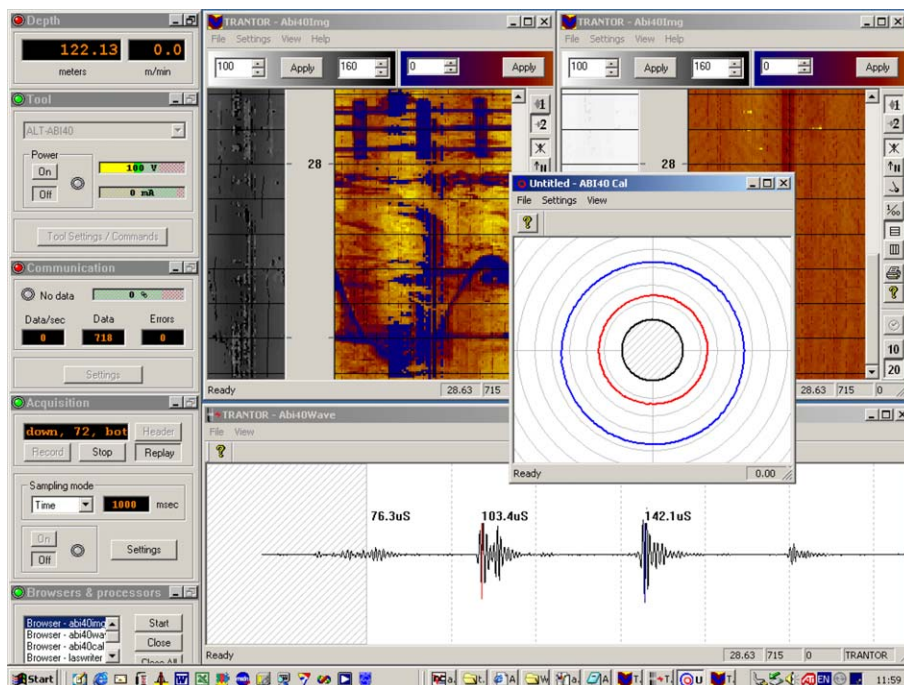 Depth
122.13
0.0
meters
m/min
Tool
ALT-ABI40
Power
On
Off
100 V
0 mA
Tool Settings / Commands
Communication
No data
0 %
Data/sec
Data
Errors
0
718
0
Settings
Acquisition
down, 72, bot
Header
Record
Stop
Replay
Sampling mode
Time
1000
msec
On
Off
Settings
Browsers & processors
Browser - abi40img
Browser - abi40wav
Browser - abi40cal
Browser - laswriter
Start
Close
Close All
TRANTOR - Abi40Img
File Settings View Help
100
Apply
160
0
Apply
28
Ready
28.63
715
TRANTOR - Abi40Img
File Settings View Help
100
Apply
160
0
Apply
28
1
2
N
10
20
28.63
715
0
Untitled - ABI40 Cal
File Settings View
?
Ready
0.00
TRANTOR - Abi40Wave
File View
?
76.3uS
103.4uS
142.1uS
Ready
28.63
715
0
TRANTOR
Start
EN
11:59